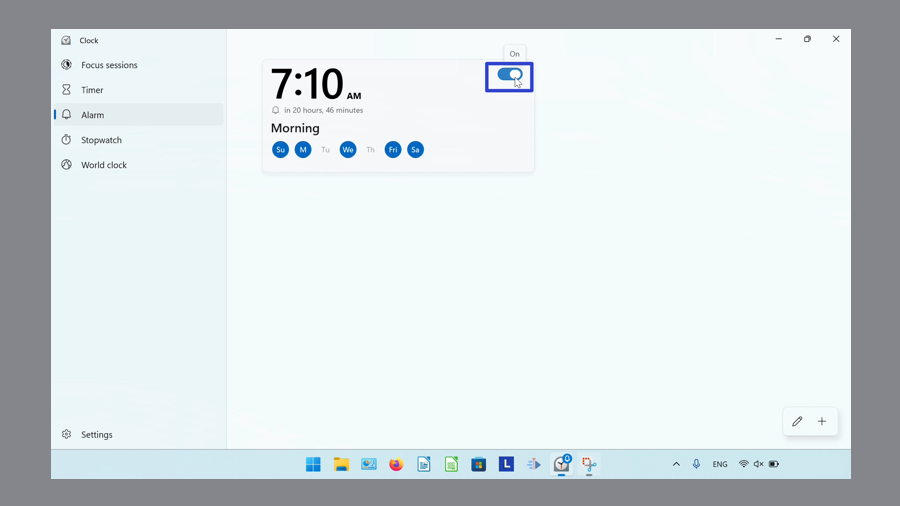 Clock
Focus sessions
Timer
Alarm
Stopwatch
World clock
Settings
On
7:10 AM
in 20 hours, 46 minutes
Morning
Su M Tu We Th Fri Sa
L
0
ENG